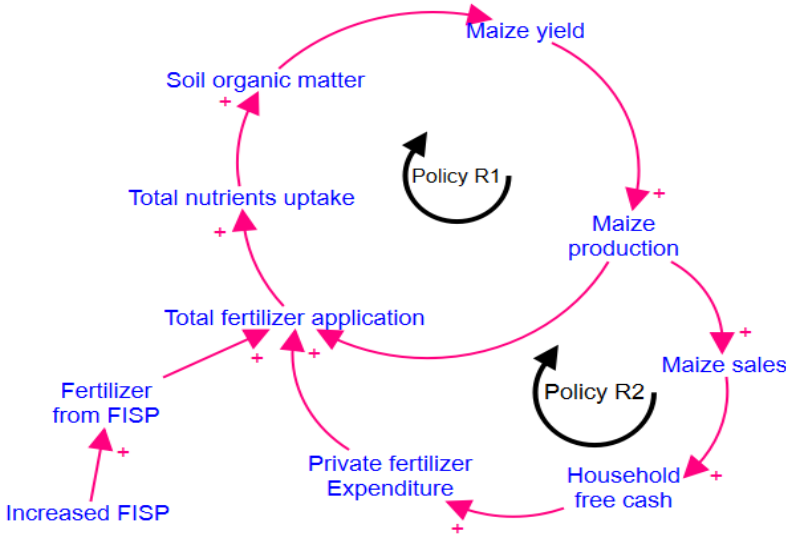 Maize yield
Soil organic matter
+
Policy R1
Total nutrients uptake
+
+
Maize
production
Total fertilizer application
+
+
+
Maize sales
Fertilizer
from FISP
Policy R2
+
Private fertilizer
Expenditure
Household
free cash
+
Increased FISP
+